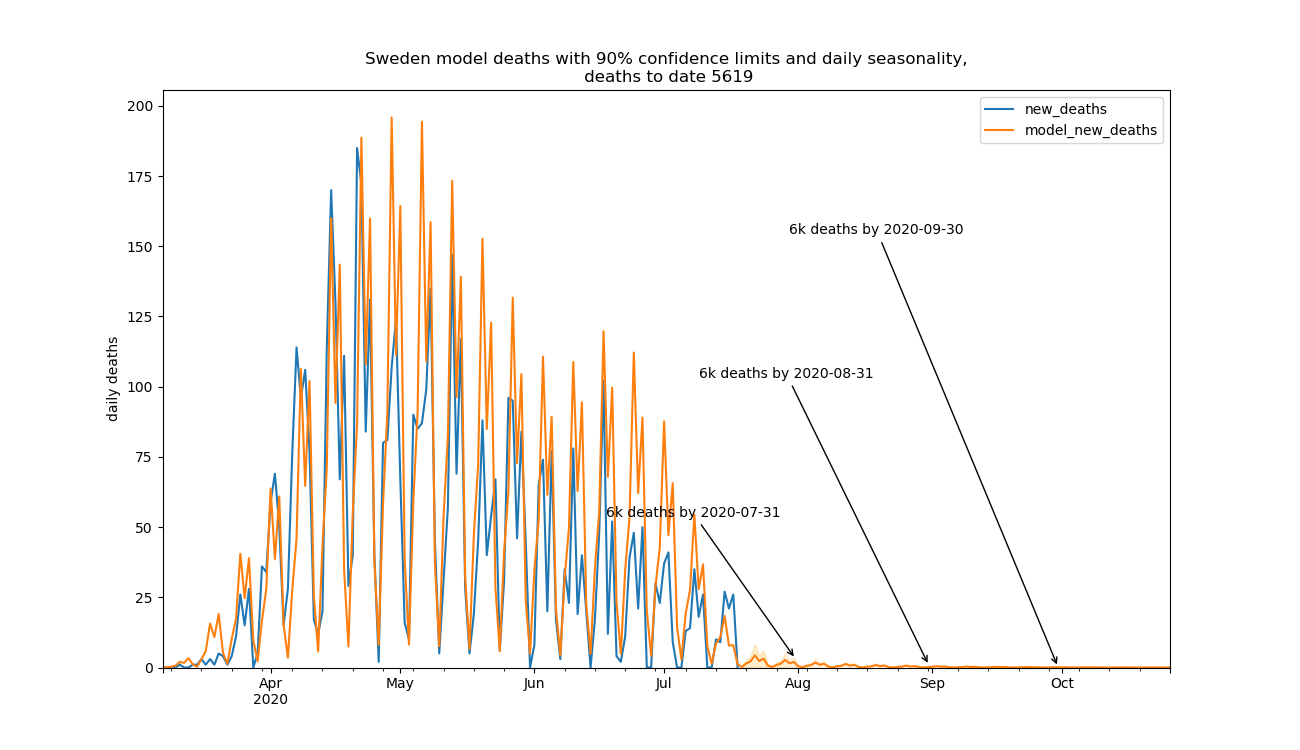 Sweden model deaths with 90% confidence limits and daily seasonality,
deaths to date 5619
new_deaths
model_new_deaths
daily deaths
200
175
150
125
100
75
50
25
0
6k deaths by 2020-09-30
6k deaths by 2020-08-31
6k deaths by 2020-07-31
Apr
2020
May
Jun
Jul
Aug
Sep
Oct